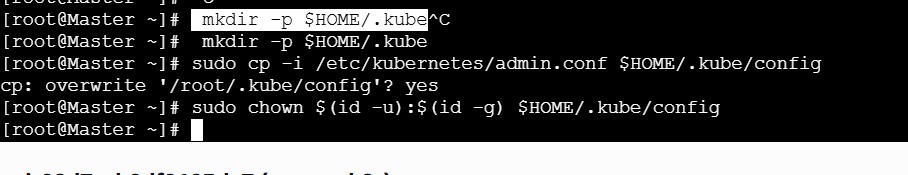 [root@Master ~]#  mkdir -p $HOME/.kube^C
[root@Master ~]#  mkdir -p $HOME/.kube
[root@Master ~]# sudo cp -i /etc/kubernetes/admin.conf $HOME/.kube/config
cp: overwrite '/root/.kube/config'? yes
[root@Master ~]# sudo chown $(id -u):$(id -g) $HOME/.kube/config
[root@Master ~]#